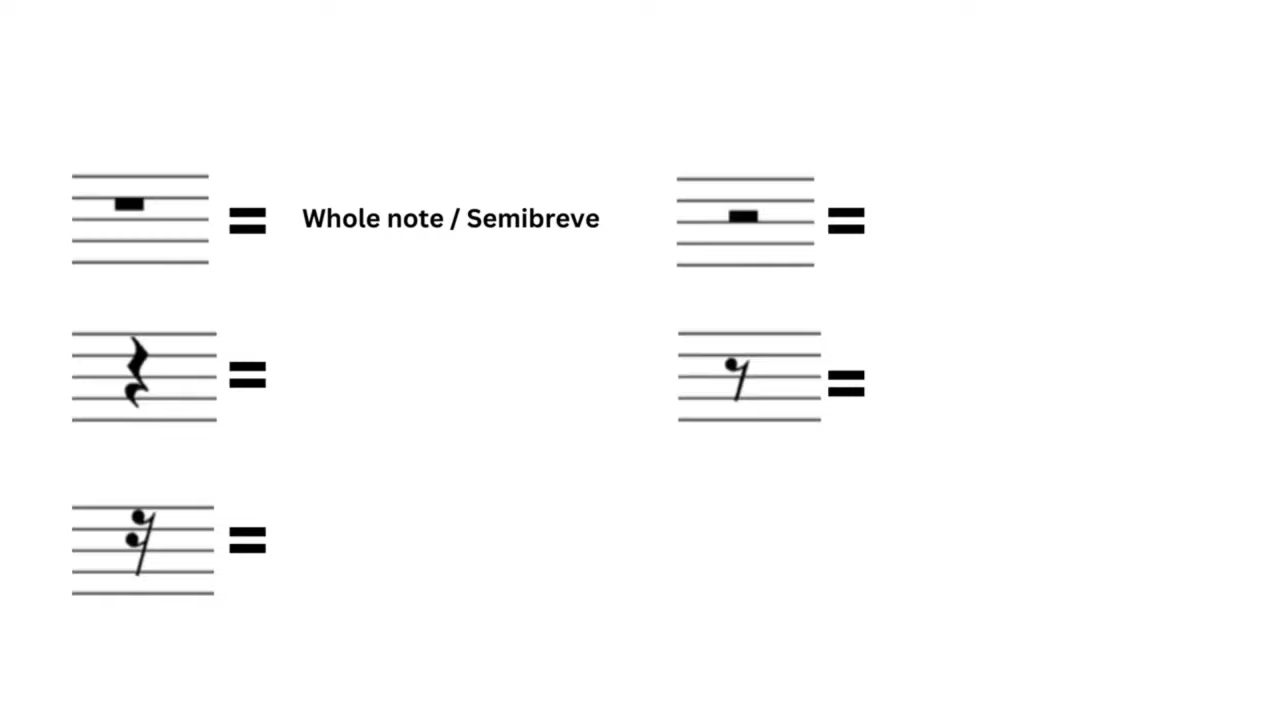 = Whole note / Semibreve =
= =
=